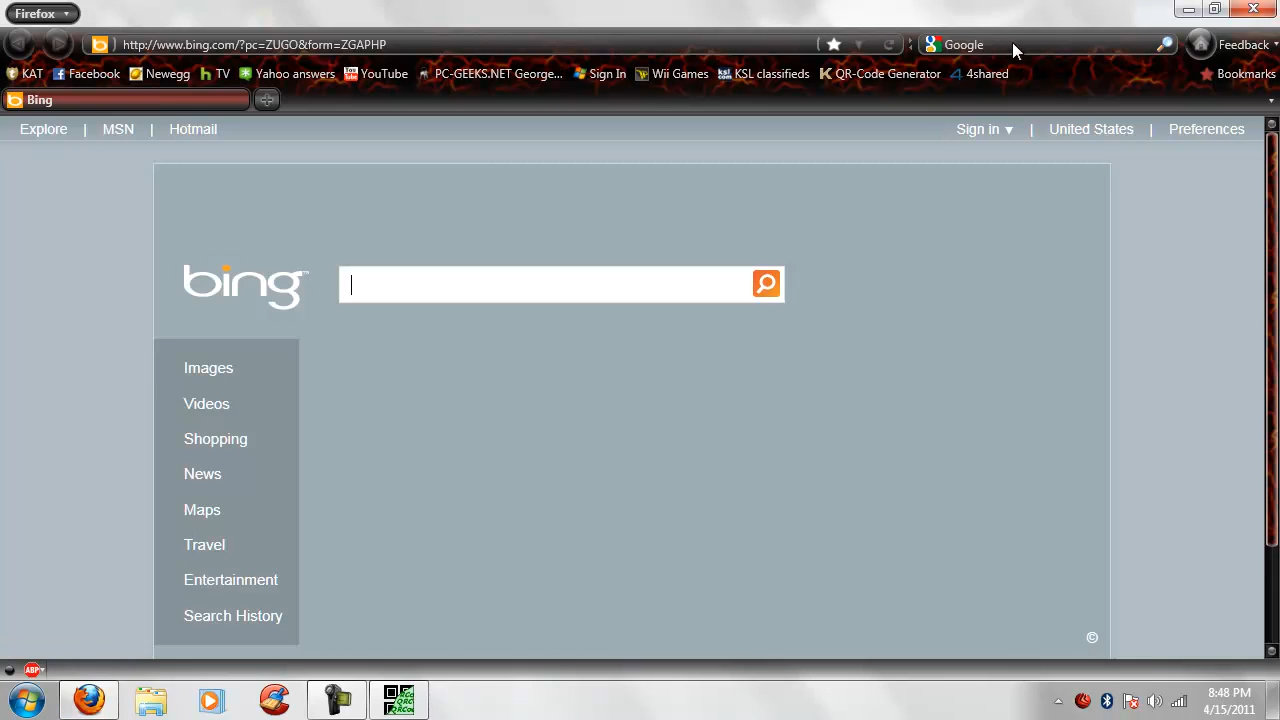 Firefox
http://www.bing.com/?pc=ZUGO&form=ZGAPHP
Google
Feedback
KAT
Facebook
Newegg
TV
Yahoo answers
YouTube
PC-GEEKS.NET George...
Sign In
Wii Games
KSL classifieds
QR-Code Generator
4shared
Bookmarks
Bing
Explore | MSN | Hotmail
Sign in ▼ | United States | Preferences
bing™
Images
Videos
Shopping
News
Maps
Travel
Entertainment
Search History
©
ABP
8:48 PM
4/15/2011